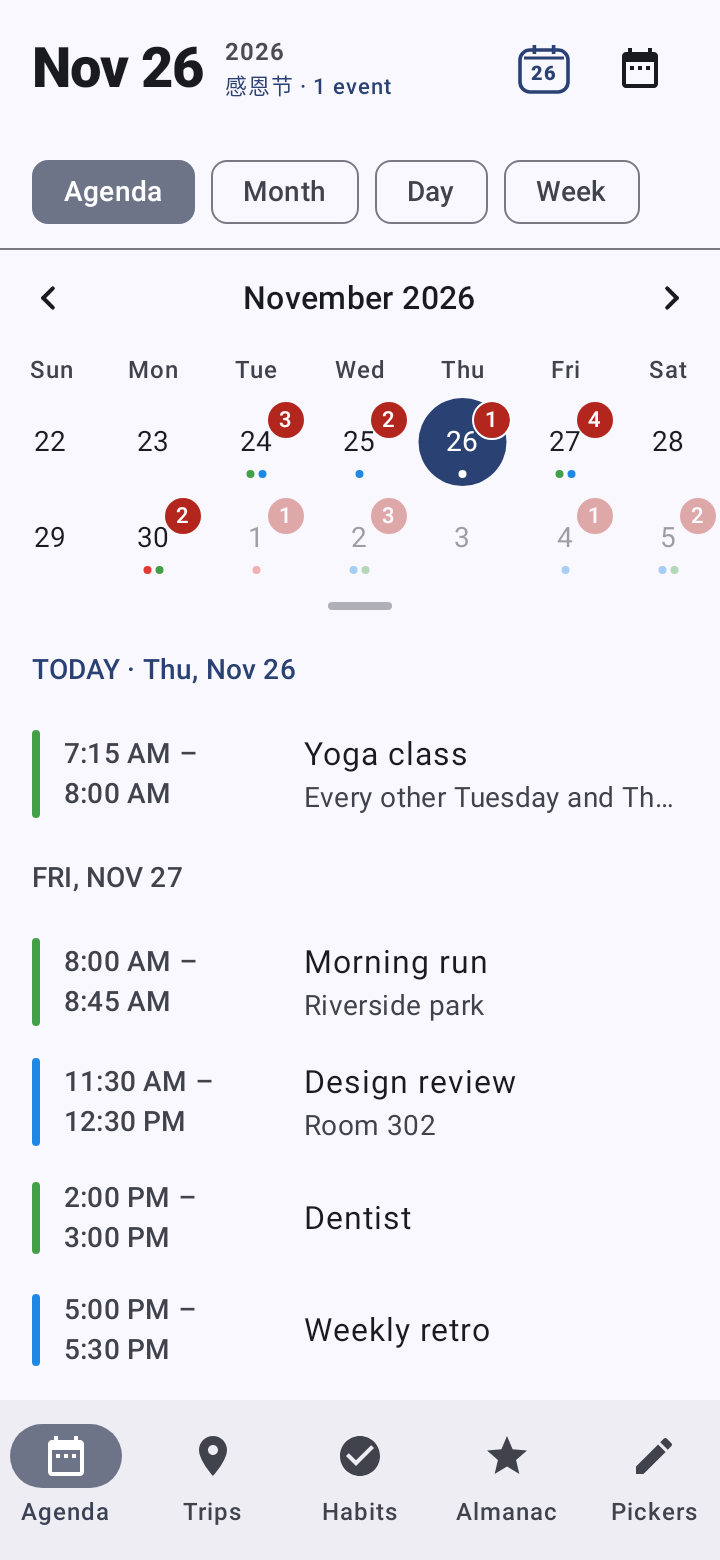 Nov 26
2026
感恩节 · 1 event
26
Agenda
Month
Day
Week
November 2026
Sun Mon Tue Wed Thu Fri Sat
22 23 24 3 25 2 26 1 27 4 28
29 30 2 1 1 2 3 3 4 1 5 2
TODAY · Thu, Nov 26
7:15 AM –
8:00 AM
Yoga class
Every other Tuesday and Th…
FRI, NOV 27
8:00 AM –
8:45 AM
Morning run
Riverside park
11:30 AM –
12:30 PM
Design review
Room 302
2:00 PM –
3:00 PM
Dentist
5:00 PM –
5:30 PM
Weekly retro
Agenda
Trips
Habits
Almanac
Pickers